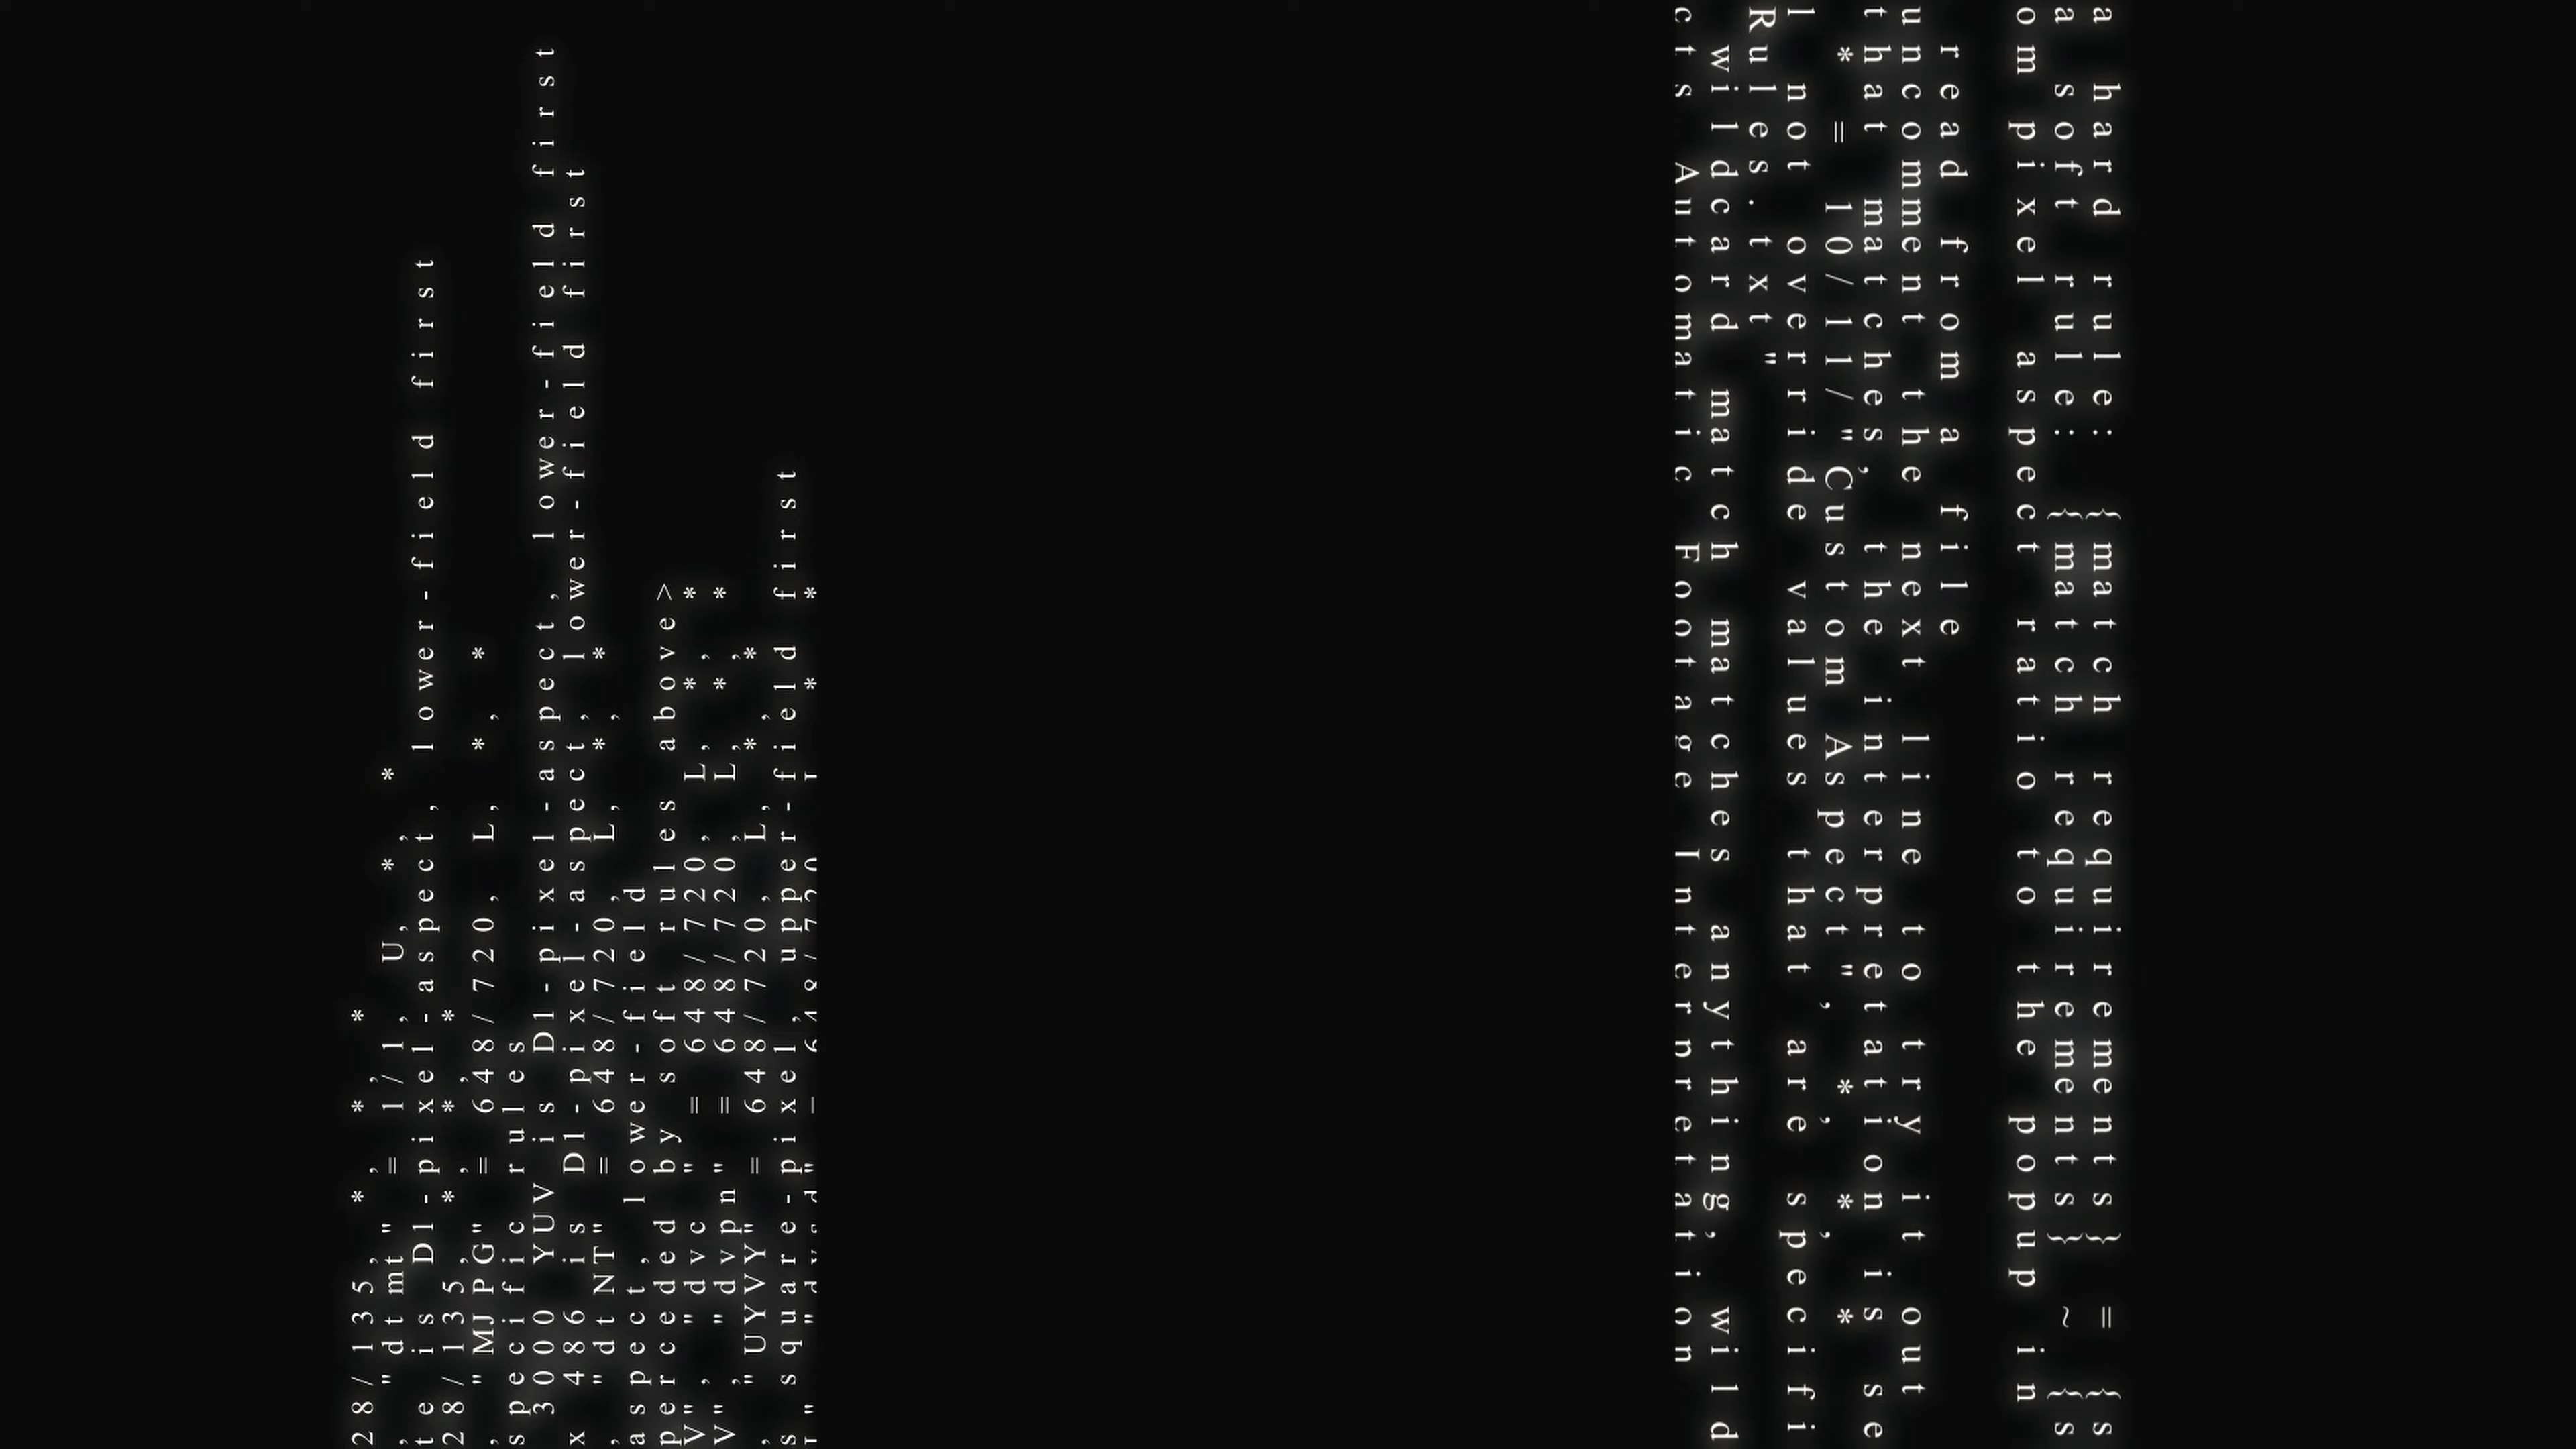 28/135, *, *, *
, "dtmt" = 1/1, U, *, *
te is D1-pixel-aspect, lower-field first
28/135, *, *, *
, "MJPG" = 648/720, L, *, *
specific rules
3000 YUV is D1-pixel-aspect, lower-field first
x 486 is D1-pixel-aspect, lower-field first
, "dtNT" = 648/720, L, *, *
aspect, lower-field
perceded by soft rules above>
V", "dvc " = 648/720, L, *, *
V", "dvpn" = 648/720, L, *, *
, "UYVY" = 648/720, L, *, *
s square-pixel, upper-field first
a hard rule: {match requirements} = {s
a soft rule: {match requirements} ~ {s
om pixel aspect ratio to the popup in
read from a file
uncomment the next line to try it out
that matches, the interpretation is se
* = 10/11/"Custom Aspect", *, *, *
l not override values that are specifi
Rules.txt"
wildcard match matches anything, wild
cts Automatic Footage Interpretation